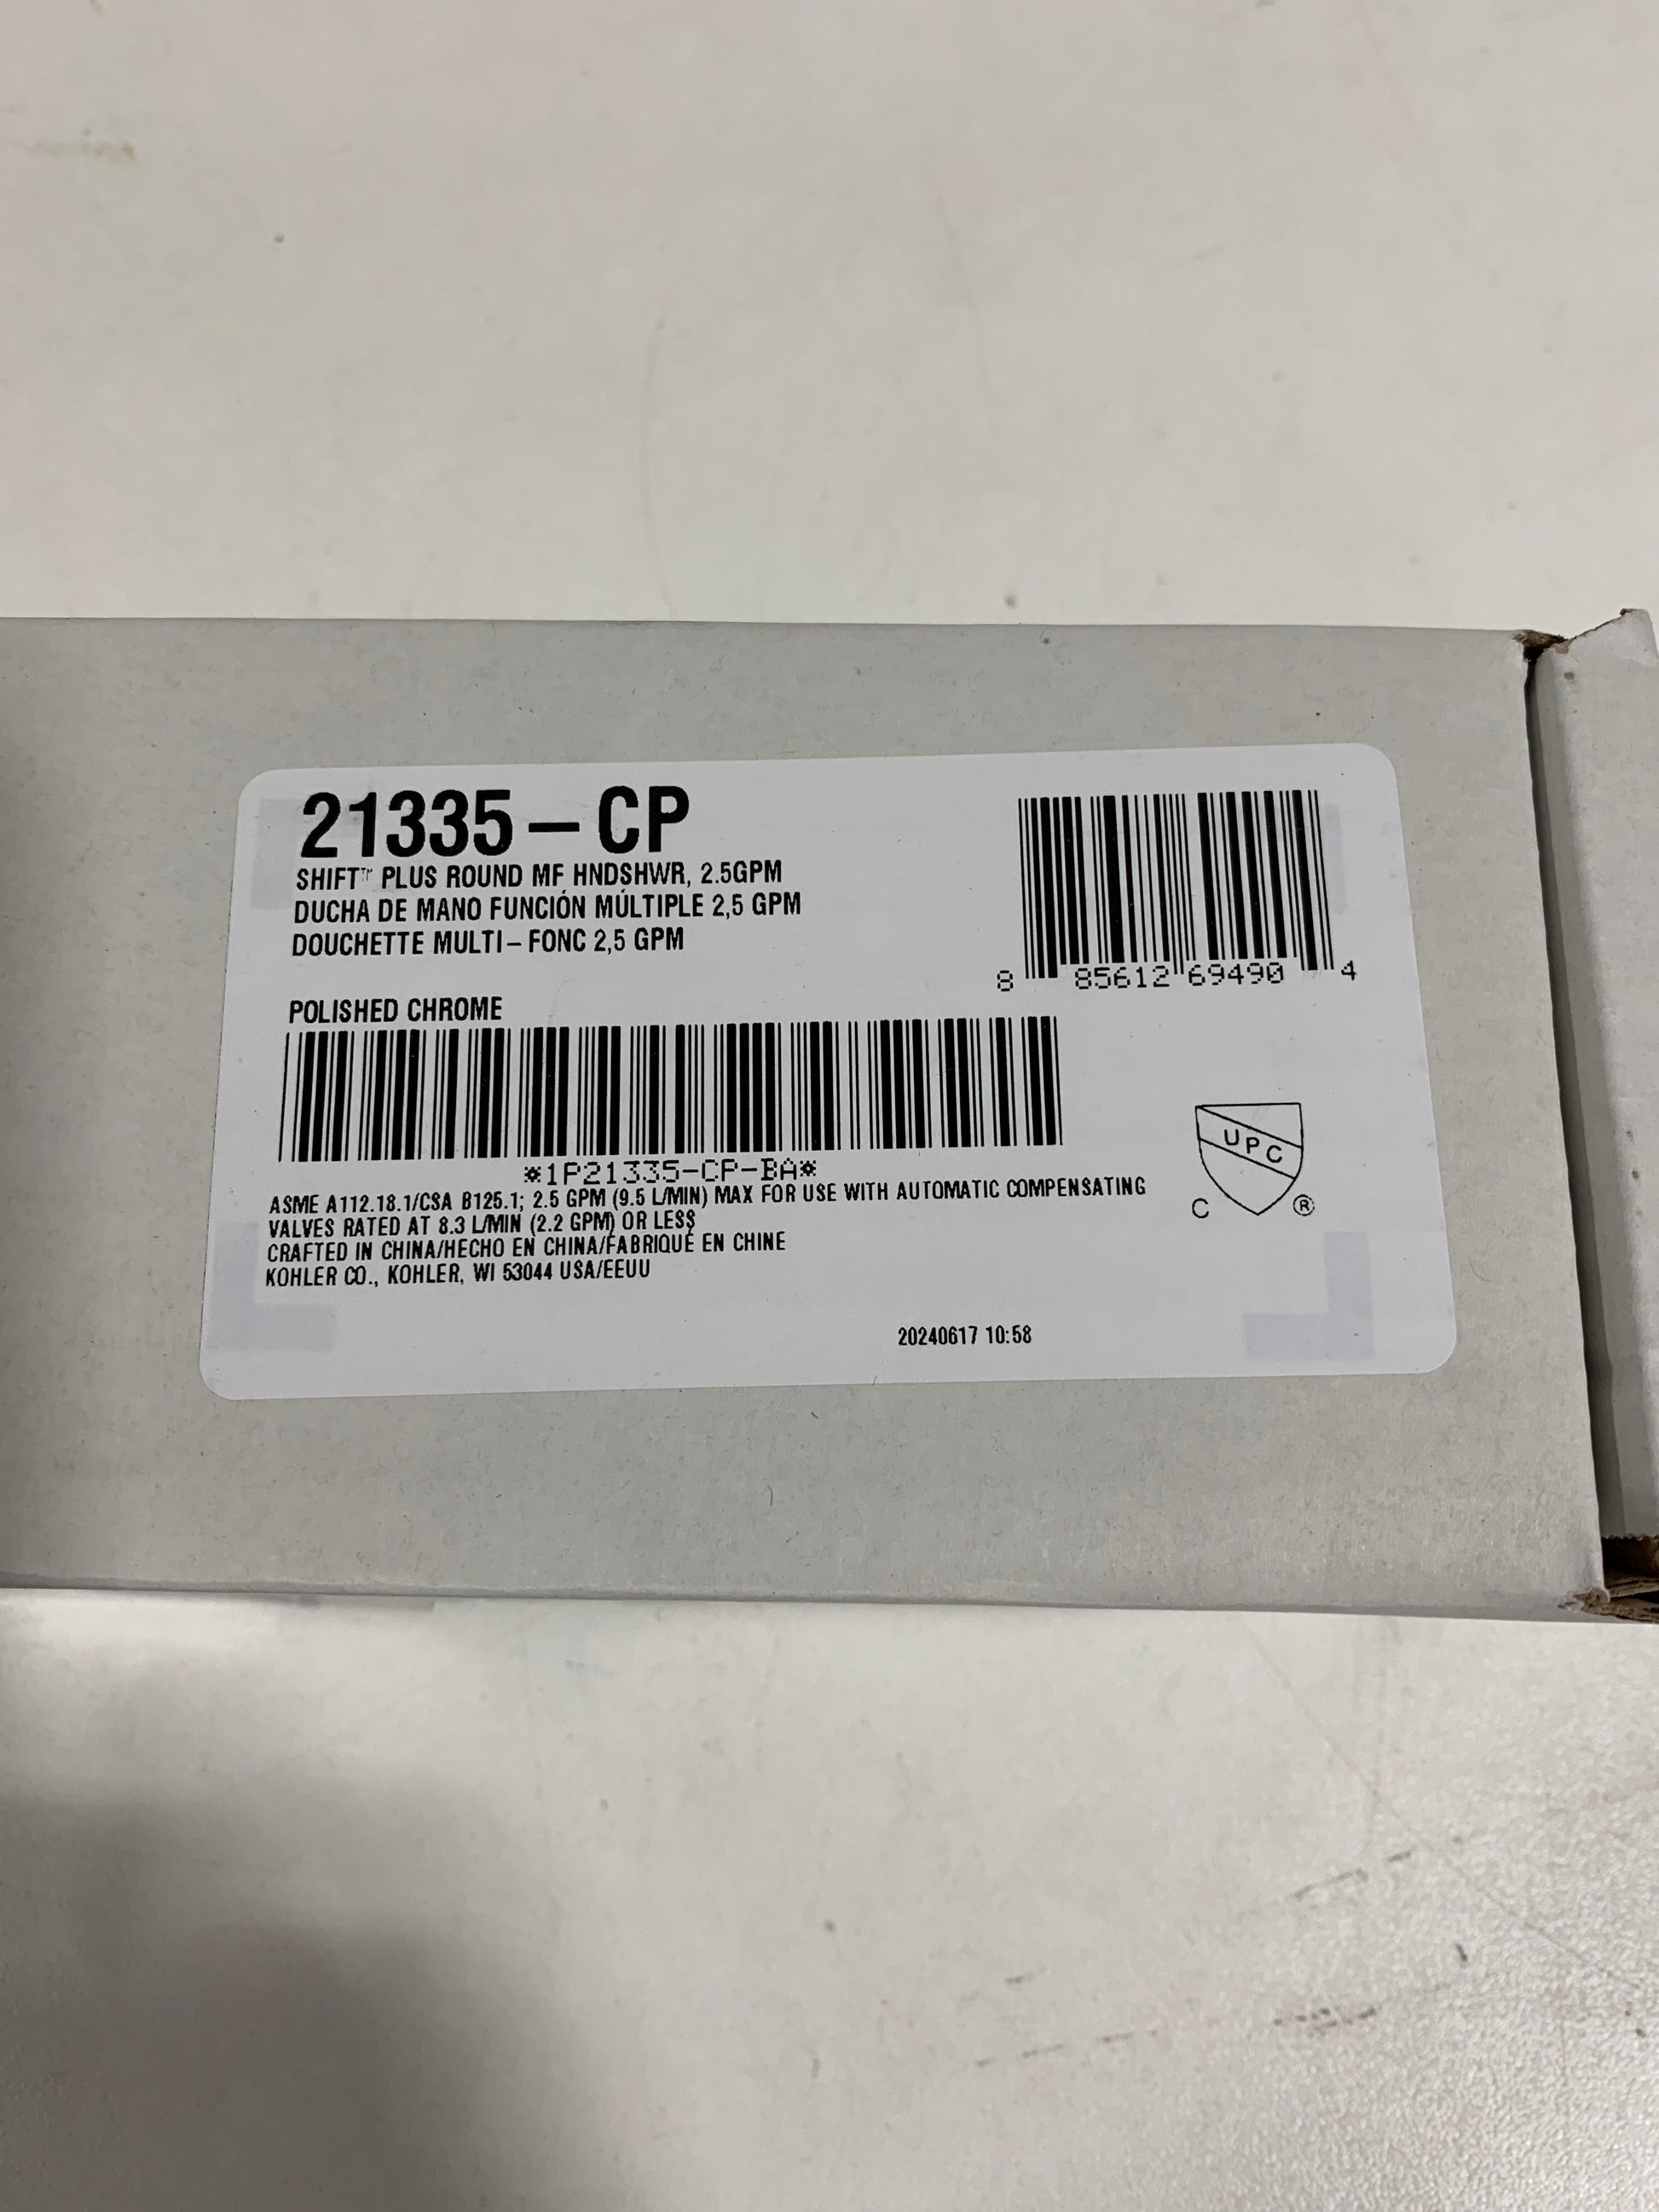 21335-CP
SHIFT™ PLUS ROUND MF HNDSHWR, 2.5GPM
DUCHA DE MANO FUNCIÓN MÚLTIPLE 2,5 GPM
DOUCHETTE MULTI-FONC 2,5 GPM
8 85612 69490 4
POLISHED CHROME
*1P21335-CP-BA*
UPC
C ®
ASME A112.18.1/CSA B125.1; 2.5 GPM (9.5 L/MIN) MAX FOR USE WITH AUTOMATIC COMPENSATING
VALVES RATED AT 8.3 L/MIN (2.2 GPM) OR LESS
CRAFTED IN CHINA/HECHO EN CHINA/FABRIQUÉ EN CHINE
KOHLER CO., KOHLER, WI 53044 USA/EEUU
20240617 10:58